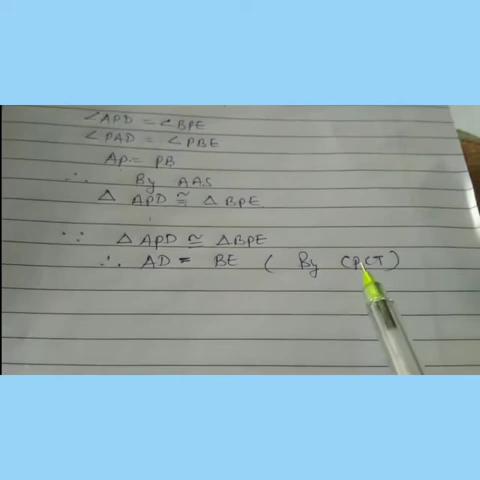 ∠APD = ∠BPE
∠PAD = ∠PBE
AP = PB
∴ By AAS
△ APD ≅ △ BPE
∵ △ APD ≅ △BPE
∴ AD = BE ( By CPCT )